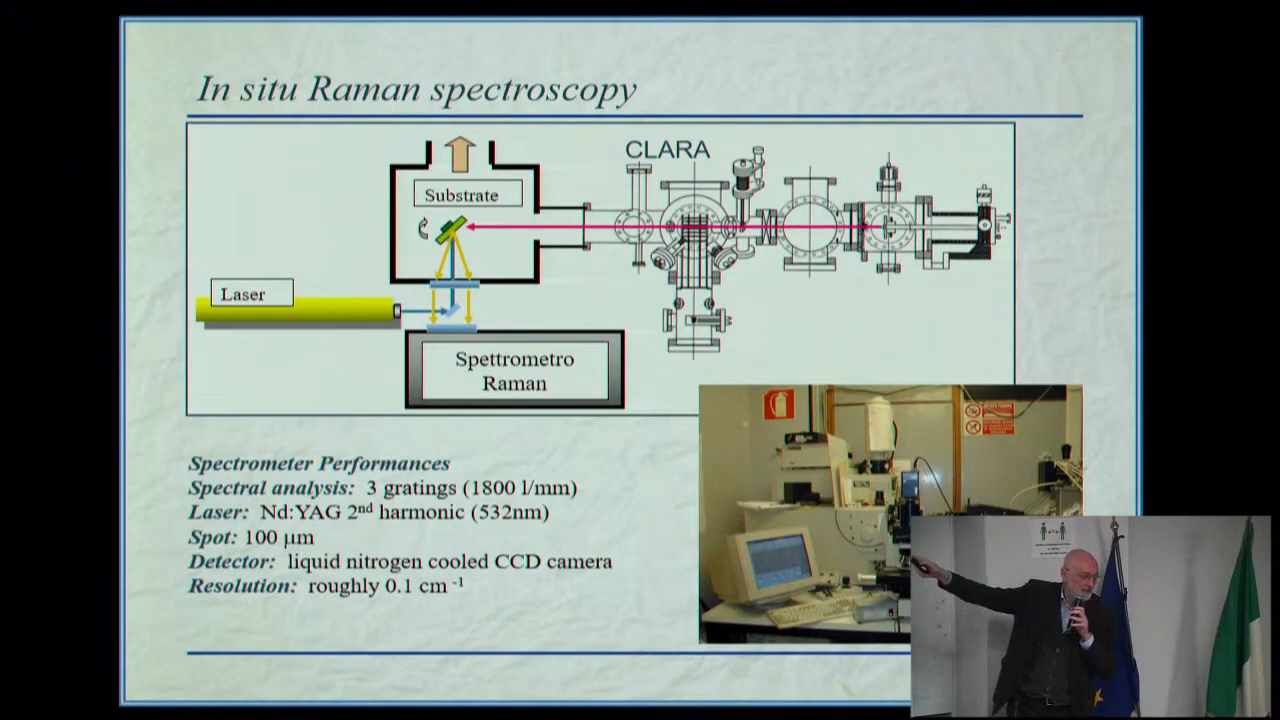 In situ Raman spectroscopy
CLARA
Substrate
Laser
Spettrometro
Raman
Spectrometer Performances
Spectral analysis: 3 gratings (1800 l/mm)
Laser: Nd:YAG 2nd harmonic (532nm)
Spot: 100 μm
Detector: liquid nitrogen cooled CCD camera
Resolution: roughly 0.1 cm -1